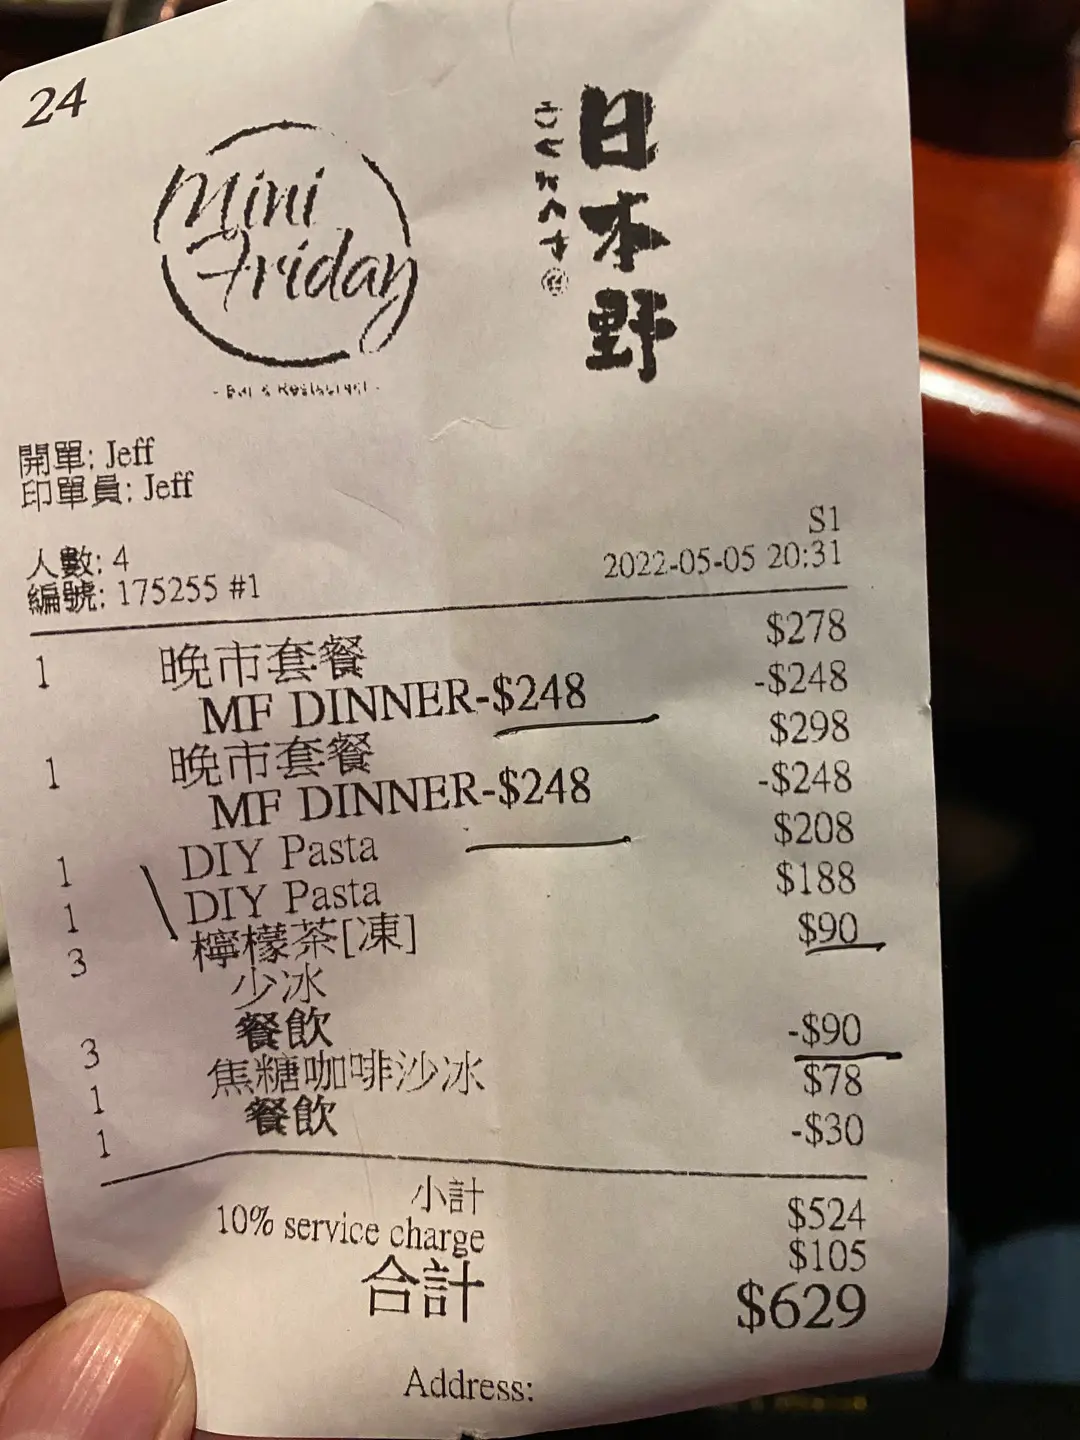 24
Mini
Friday
日本野
- Bar & Restaurant -
開單: Jeff
印單員: Jeff
S1
人數: 4
2022-05-05 20:31
編號: 175255 #1
1 晚市套餐 $278
MF DINNER-$248 -$248
1 晚市套餐 $298
MF DINNER-$248 -$248
1 DIY Pasta $208
1 DIY Pasta $188
3 檸檬茶[凍] $90
少冰
3 餐飲 -$90
1 焦糖咖啡沙冰 $78
1 餐飲 -$30
小計 $524
10% service charge $105
合計 $629
Address: